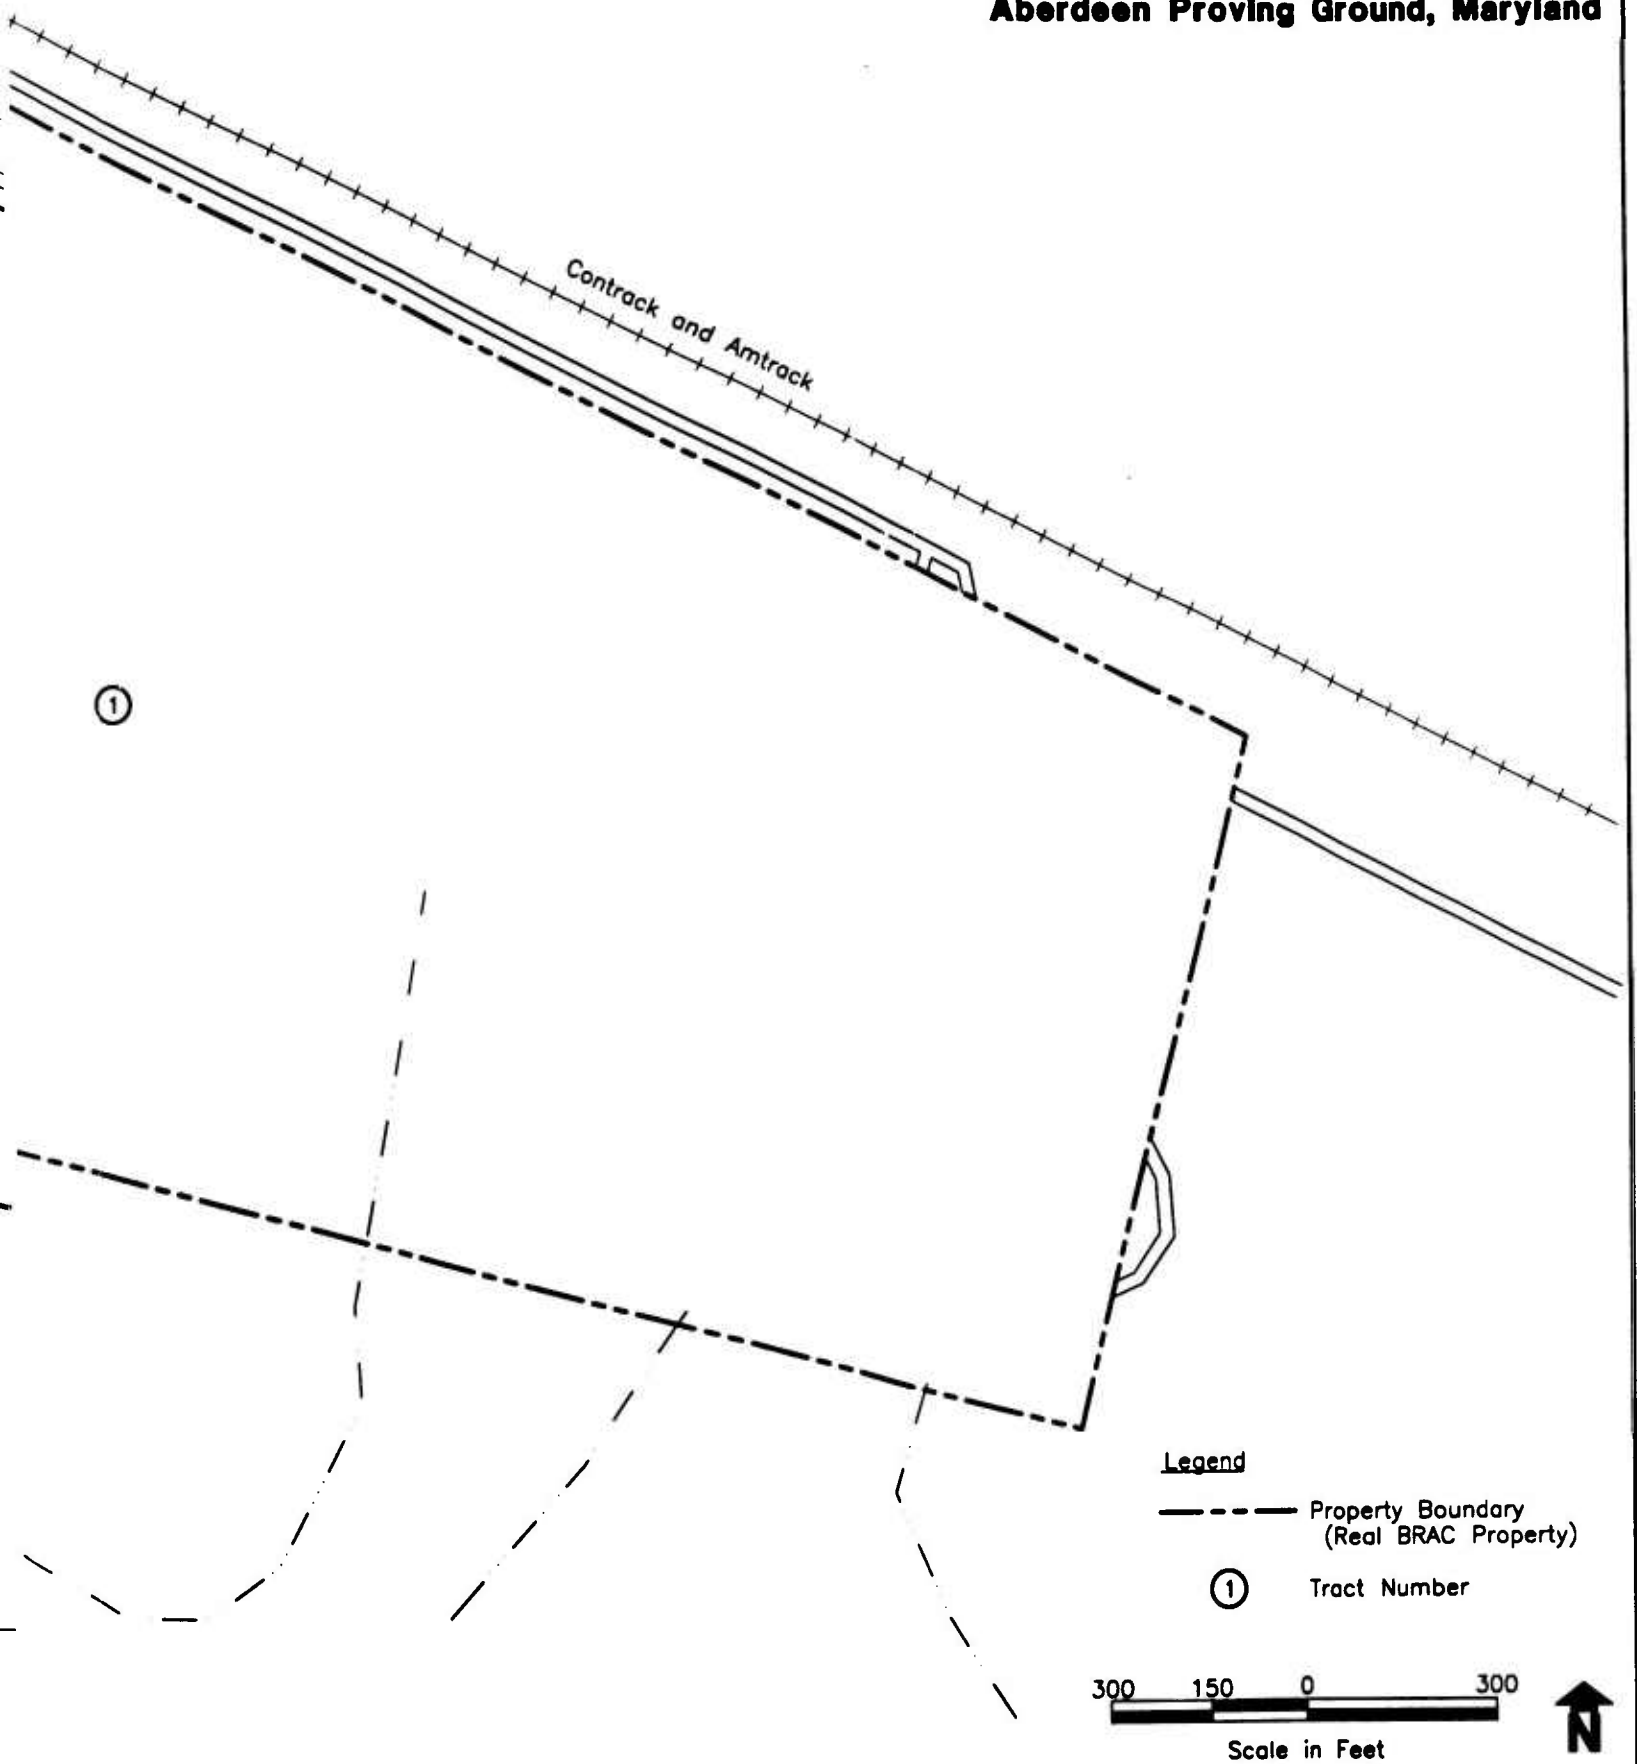 Aberdeen Proving Ground, Maryland
Contrack and Amtrack
1
Legend
Property Boundary
(Real BRAC Property)
1 Tract Number
300 150 0 300
Scale in Feet
N